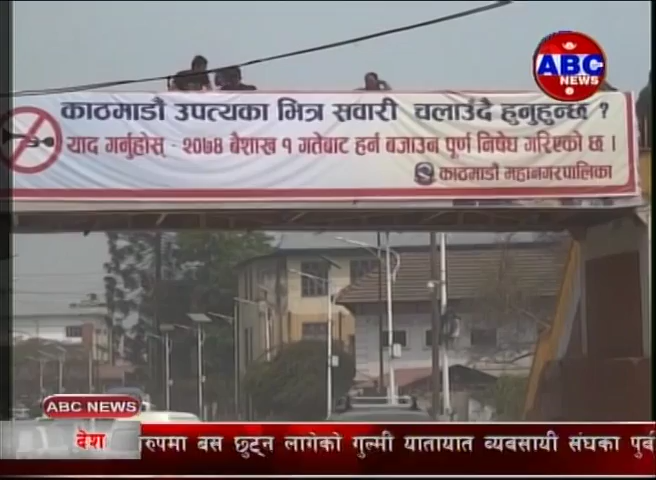 ABC
NEWS
काठमाडौं उपत्यका भित्र सवारी चलाउँदै हुनुहुन्छ ?
याद गर्नुहोस् - २०७४ बैशाख १ गतेबाट हर्न बजाउन पूर्ण निषेध गरिएको छ ।
काठमाडौं महानगरपालिका
ABC NEWS
देश
रुपमा बस छुट्न लागेको गुल्मी यातायात व्यबसायी संघका पुर्ब